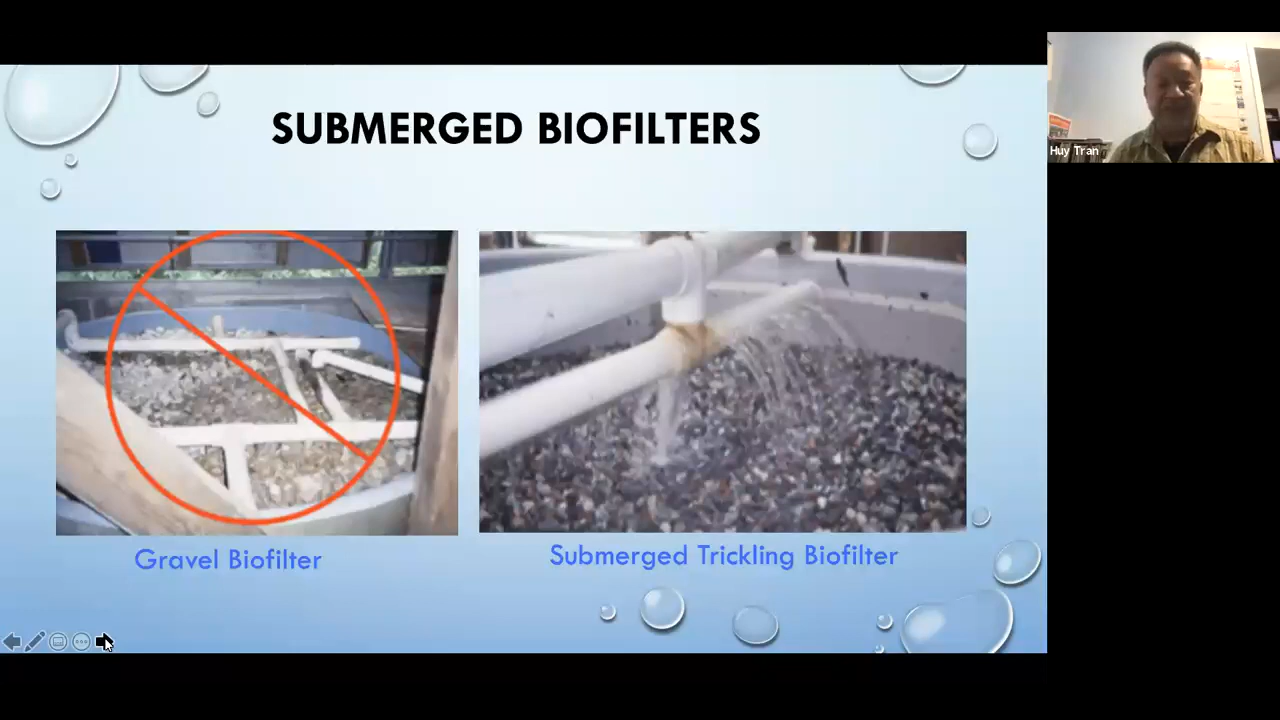 SUBMERGED BIOFILTERS
Huy Tran
Gravel Biofilter
Submerged Trickling Biofilter